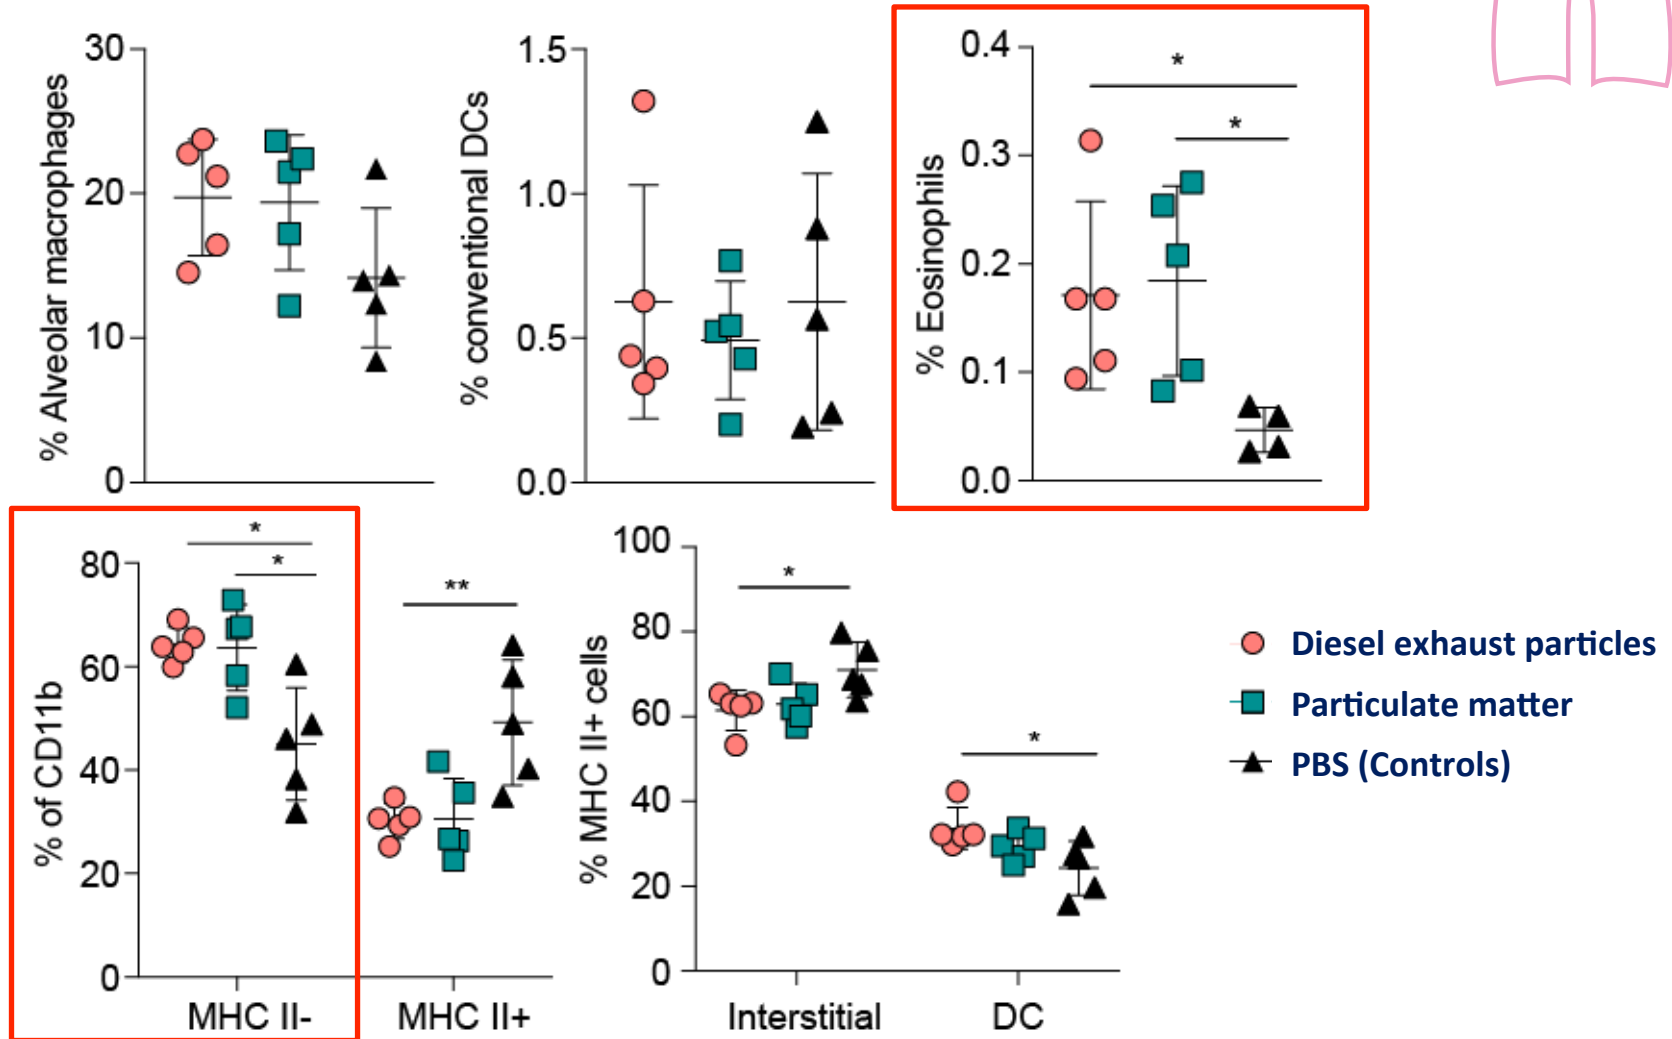 % Alveolar macrophages
30
20
10
0
% conventional DCs
1.5
1.0
0.5
0.0
% Eosinophils
0.4
0.3
0.2
0.1
0.0
*
*
% of CD11b
80
60
40
20
0
*
*
**
MHC II-
MHC II+
% MHC II+ cells
100
80
60
40
20
0
*
*
Interstitial
DC
Diesel exhaust particles
Particulate matter
PBS (Controls)